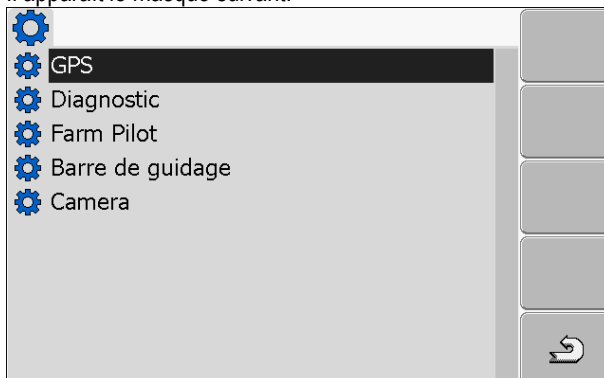 Il apparaît le masque suivant:
GPS
Diagnostic
Farm Pilot
Barre de guidage
Camera